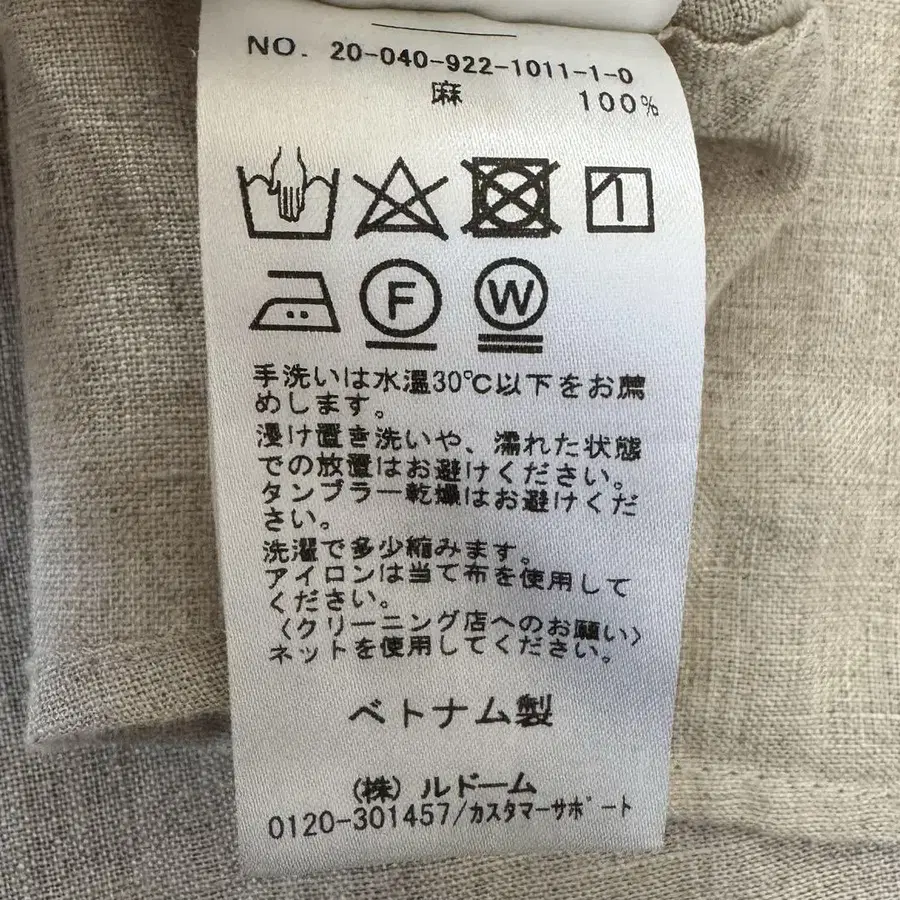 NO. 20-040-922-1011-1-0
麻 100%
F W
手洗いは水温30℃以下をお薦
めします。
浸け置き洗いや、濡れた状態
での放置はお避けください。
タンブラー乾燥はお避けくだ
さい。
洗濯で多少縮みます。
アイロンは当て布を使用して
ください。
〈クリーニング店へのお願い〉
ネットを使用してください。
ベトナム製
(株)ルドーム
0120-301457/カスタマーサポート